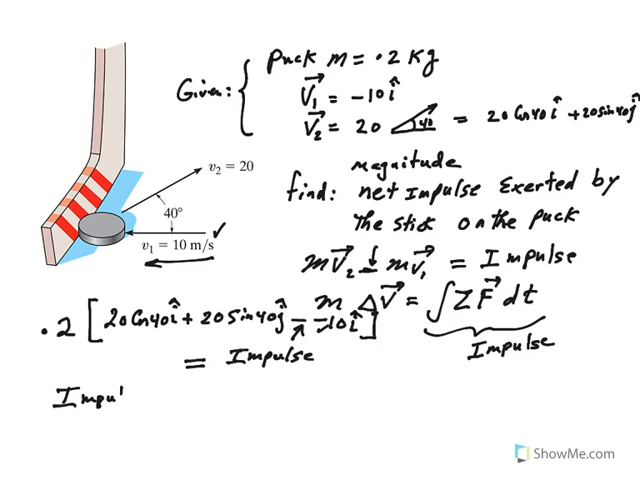 Puck m = .2 Kg
Given: { V⃗₁ = -10î
V⃗₂ = 20 40 = 20 Cos40 î + 20 sin40 ĵ
v₂ = 20
40°
v₁ = 10 m/s
magnitude
find: net Impulse Exerted by
The stick on the puck
mV⃗₂ - mV⃗₁ = Impulse
m ΔV⃗ = ∫ΣF⃗ dt
Impulse
.2 [20 Cos40 î + 20 Sin40 ĵ - -10 î]
= Impulse
Impul
ShowMe.com